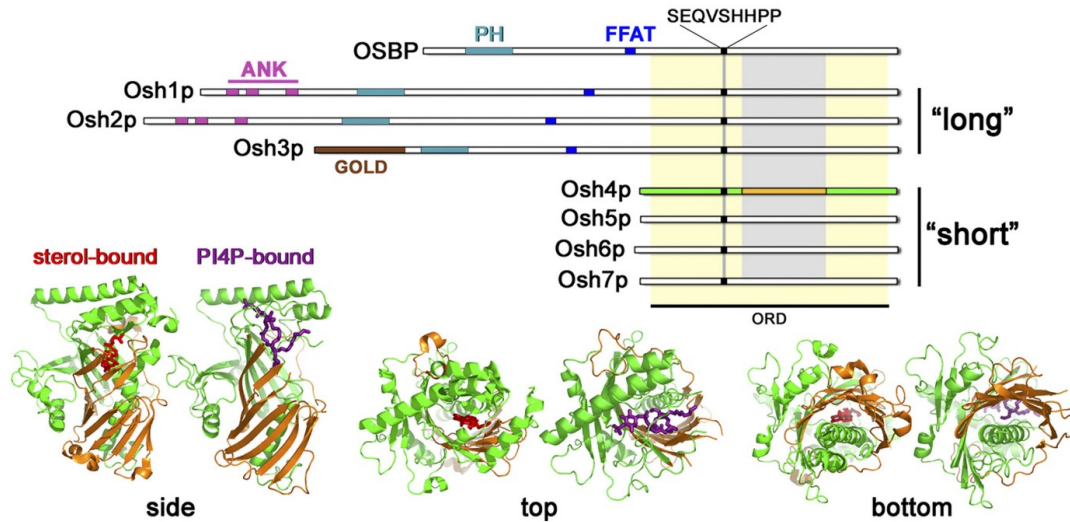 SEQVSHHPP
PH
FFAT
OSBP
ANK
Osh1p
Osh2p
Osh3p
GOLD
"long"
Osh4p
Osh5p
Osh6p
Osh7p
"short"
ORD
sterol-bound
PI4P-bound
side
top
bottom